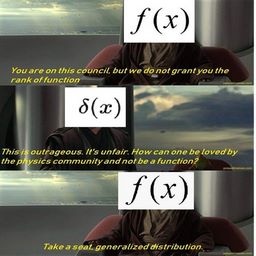 f(x)
You are on this council, but we do not grant you the
rank of function
δ(x)
This is outrageous. It's unfair. How can one be loved by
the physics community and not be a function?
f(x)
Take a seat, generalized distribution.